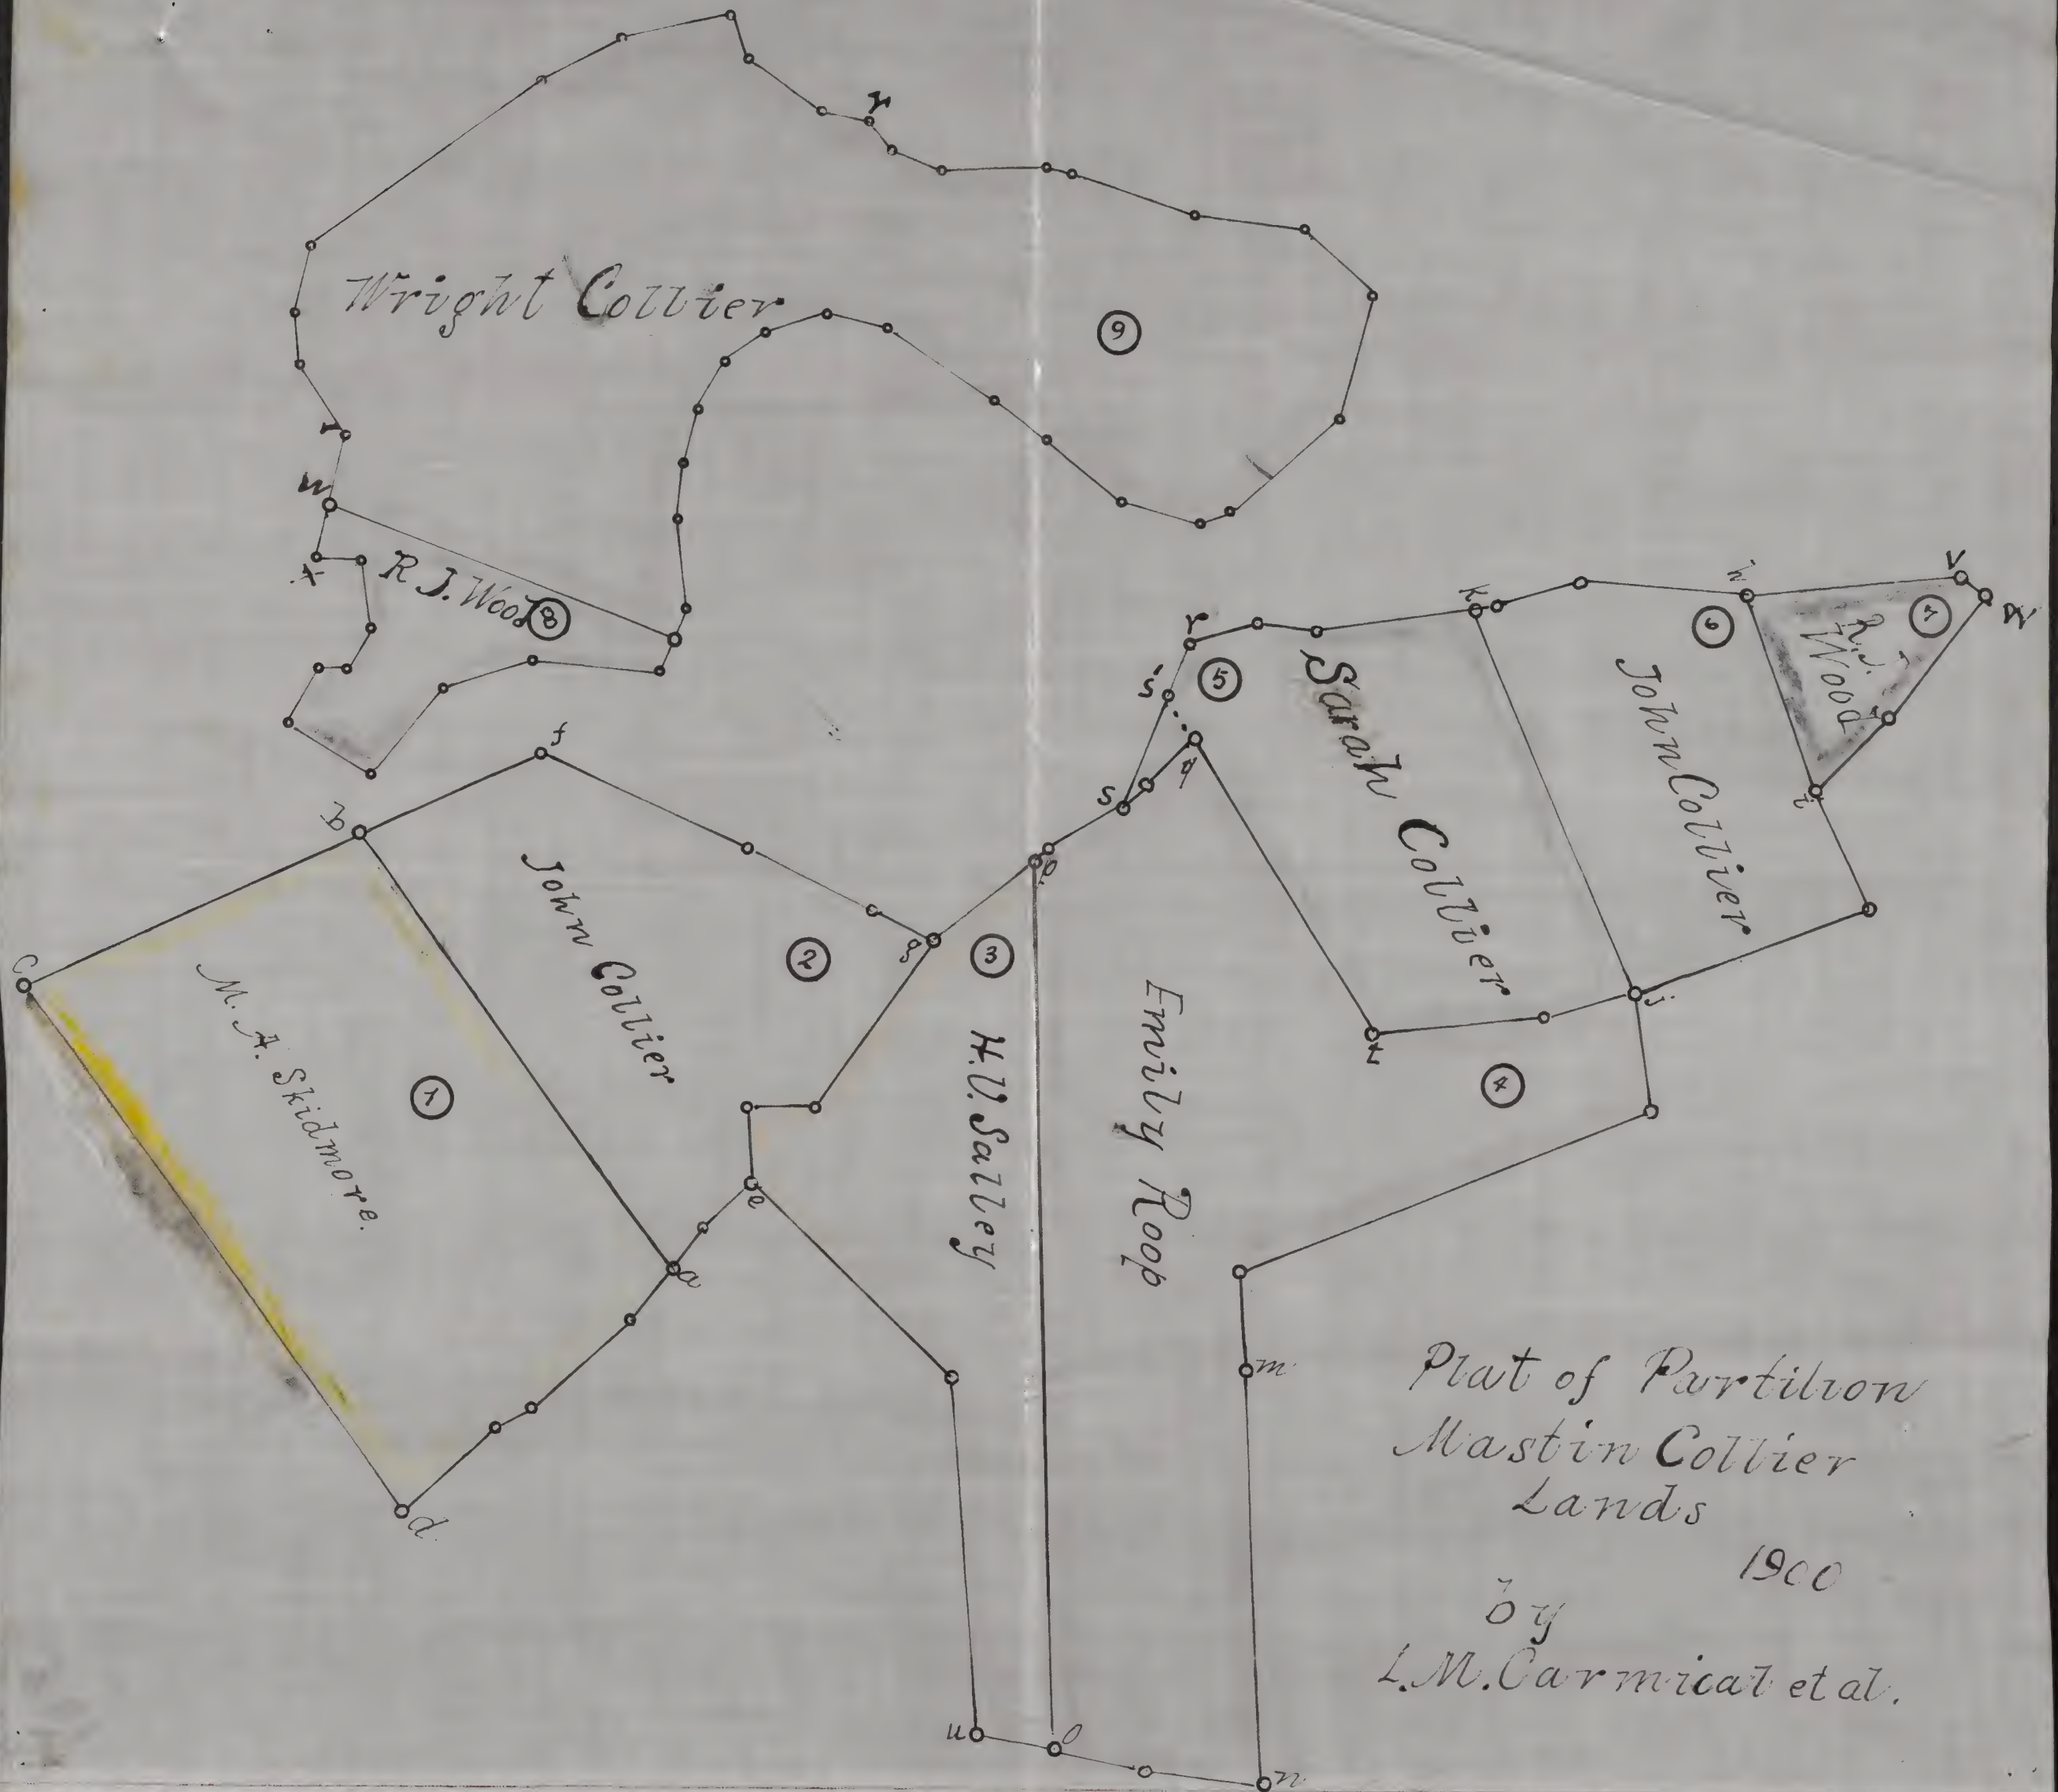 r
Wright Collier
9
r
w
x
R J. Wood
8
h
V
W
k
6
7
R.J.
Wood
r
s'
5
Sarah
Collier
John Collier
i
f
q
s
p
g
John Collier
2
3
c
M. A. Skidmore.
1
H.V. Salley
Emily Roop
j
4
e
a
d
m
Plat of Partition
Mastin Collier
Lands
1900
by
L.M. Carmical et al.
u
o
n